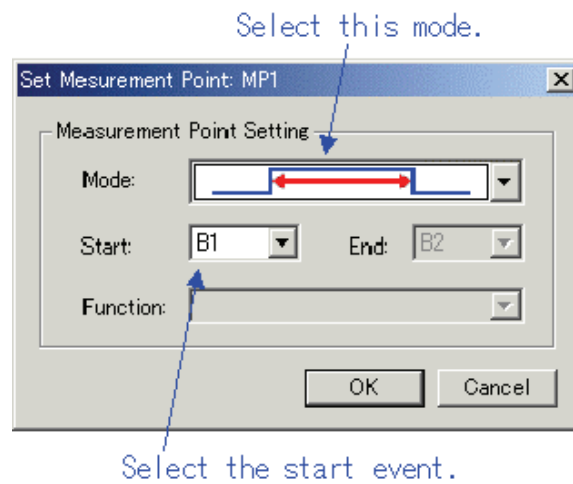 Select this mode.
Set Mesurement Point: MP1
Measurement Point Setting
Mode:
Start: B1 End: B2
Function:
OK Cancel
Select the start event.